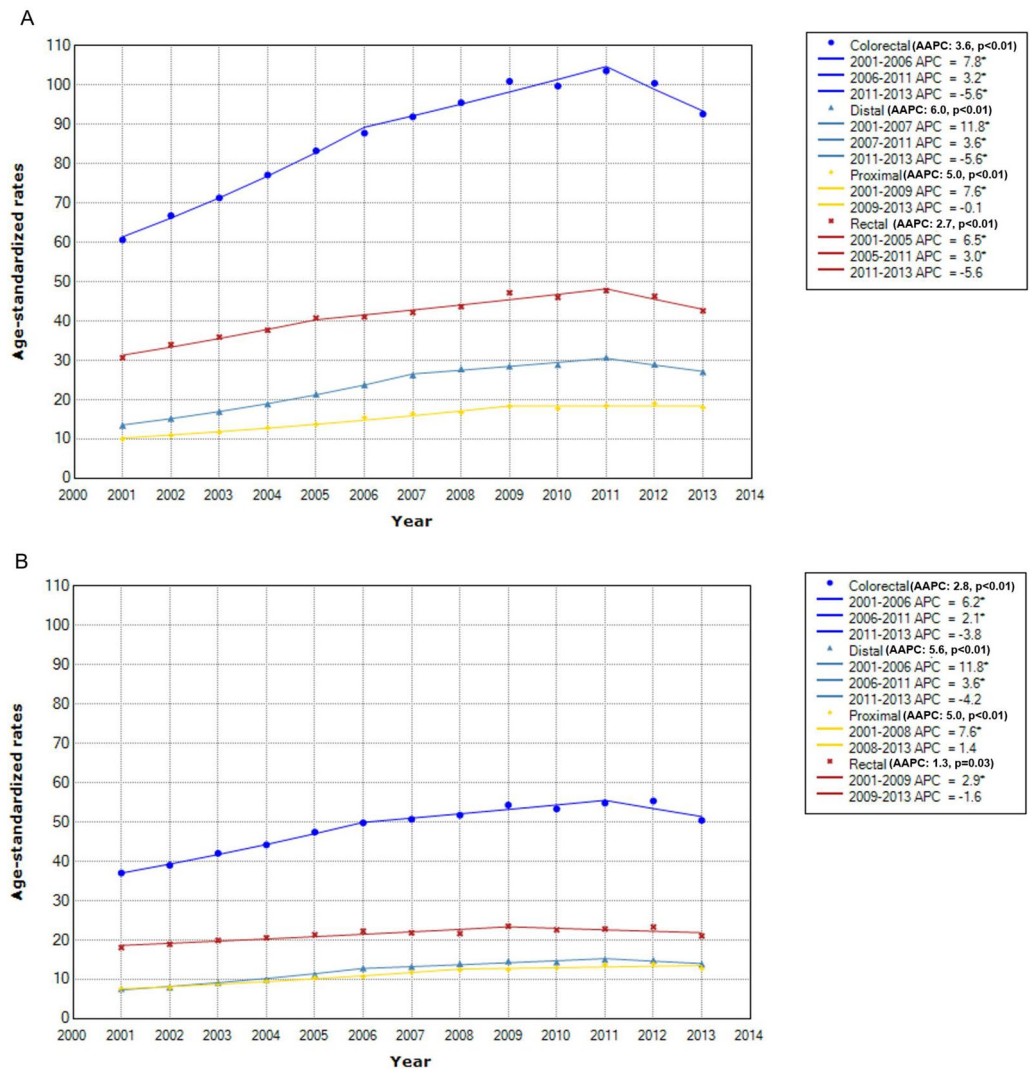 A
110
100
90
80
70
60
50
40
30
20
10
0
Age-standardized rates
2000 2001 2002 2003 2004 2005 2006 2007 2008 2009 2010 2011 2012 2013 2014
Year
Colorectal (AAPC: 3.6, p<0.01)
2001-2006 APC = 7.8*
2006-2011 APC = 3.2*
2011-2013 APC = -5.6*
Distal (AAPC: 6.0, p<0.01)
2001-2007 APC = 11.8*
2007-2011 APC = 3.6*
2011-2013 APC = -5.6*
Proximal (AAPC: 5.0, p<0.01)
2001-2009 APC = 7.6*
2009-2013 APC = -0.1
Rectal (AAPC: 2.7, p<0.01)
2001-2005 APC = 6.5*
2005-2011 APC = 3.0*
2011-2013 APC = -5.6
B
110
100
90
80
70
60
50
40
30
20
10
0
Age-standardized rates
2000 2001 2002 2003 2004 2005 2006 2007 2008 2009 2010 2011 2012 2013 2014
Year
Colorectal (AAPC: 2.8, p<0.01)
2001-2006 APC = 6.2*
2006-2011 APC = 2.1*
2011-2013 APC = -3.8
Distal (AAPC: 5.6, p<0.01)
2001-2006 APC = 11.8*
2006-2011 APC = 3.6*
2011-2013 APC = -4.2
Proximal (AAPC: 5.0, p<0.01)
2001-2008 APC = 7.6*
2008-2013 APC = 1.4
Rectal (AAPC: 1.3, p=0.03)
2001-2009 APC = 2.9*
2009-2013 APC = -1.6